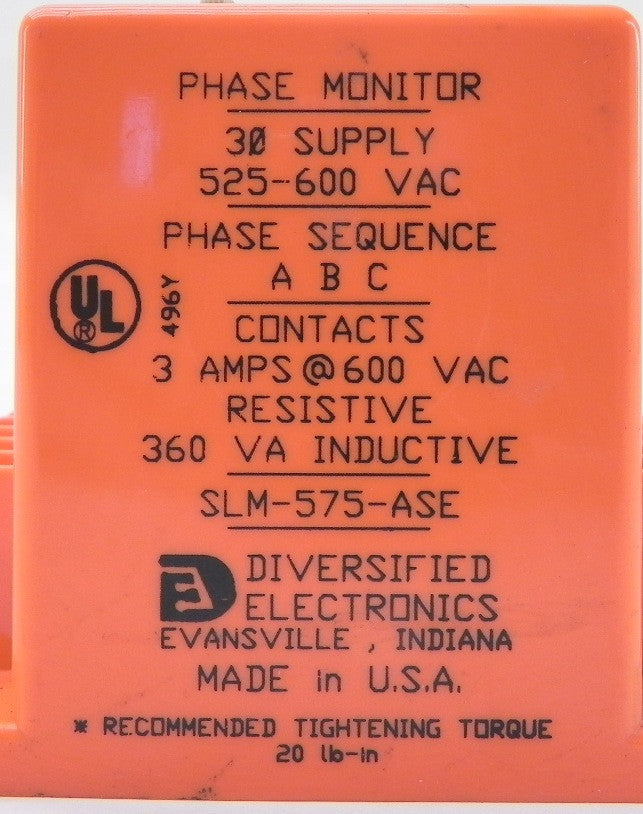 PHASE MONITOR
3Ø SUPPLY
525-600 VAC
PHASE SEQUENCE
A B C
UL
®
496Y
CONTACTS
3 AMPS @ 600 VAC
RESISTIVE
360 VA INDUCTIVE
SLM-575-ASE
DIVERSIFIED
ELECTRONICS
EVANSVILLE , INDIANA
MADE in U.S.A.
* RECOMMENDED TIGHTENING TORQUE
20 lb-in